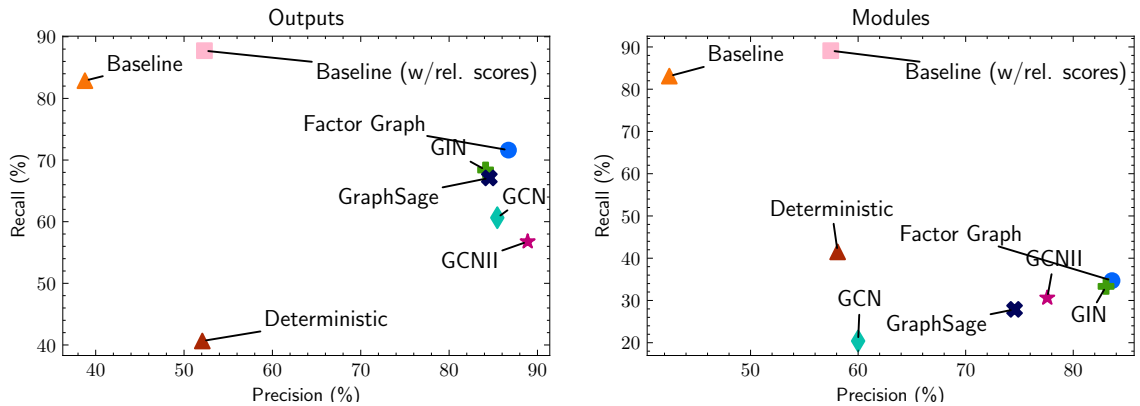 Outputs
90
80
70
60
50
40
Recall (%)
Baseline
Baseline (w/rel. scores)
Factor Graph
GIN
GraphSage
GCN
GCNII
Deterministic
40
50
60
70
80
90
Precision (%)
Modules
90
80
70
60
50
40
30
20
Recall (%)
Baseline
Baseline (w/rel. scores)
Deterministic
Factor Graph
GCNII
GCN
GraphSage
GIN
50
60
70
80
Precision (%)